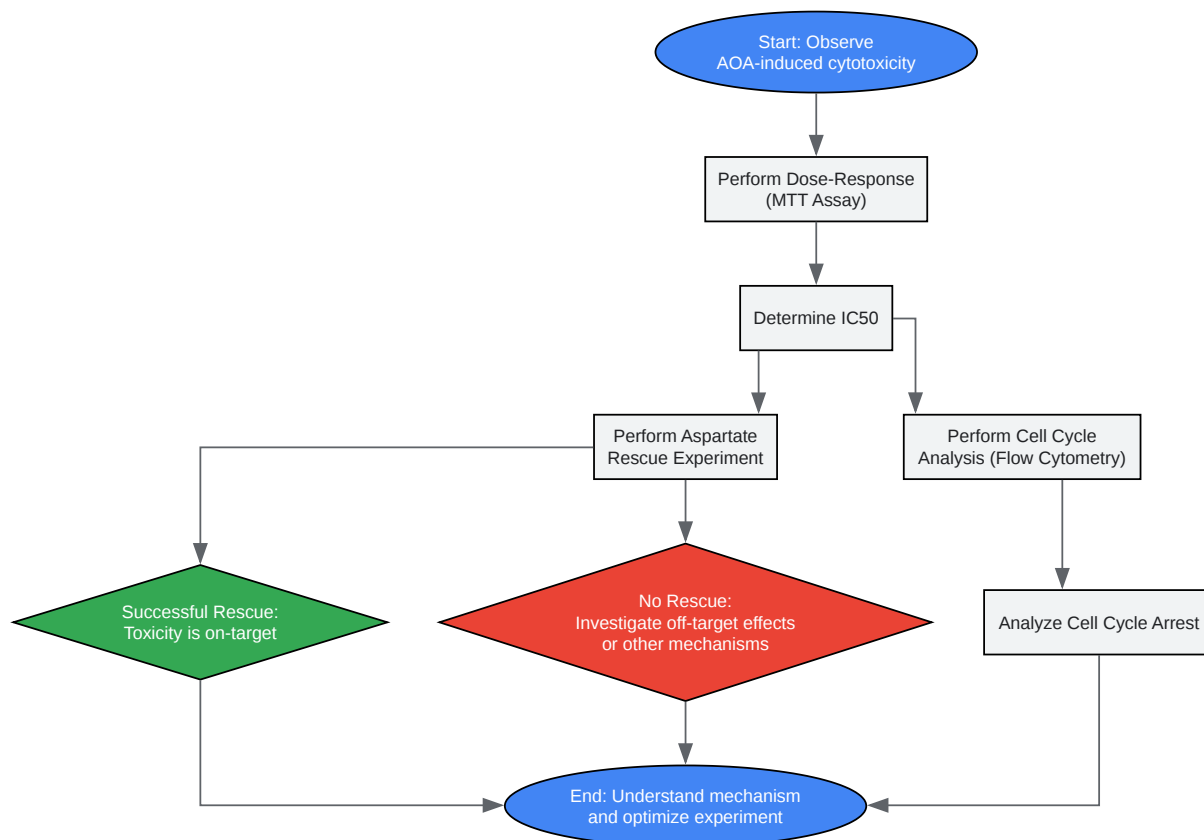 Start: Observe
AOA-induced cytotoxicity
Perform Dose-Response
(MTT Assay)
Determine IC50
Perform Aspartate
Rescue Experiment
Perform Cell Cycle
Analysis (Flow Cytometry)
Successful Rescue:
Toxicity is on-target
No Rescue:
Investigate off-target effects
or other mechanisms
Analyze Cell Cycle Arrest
End: Understand mechanism
and optimize experiment